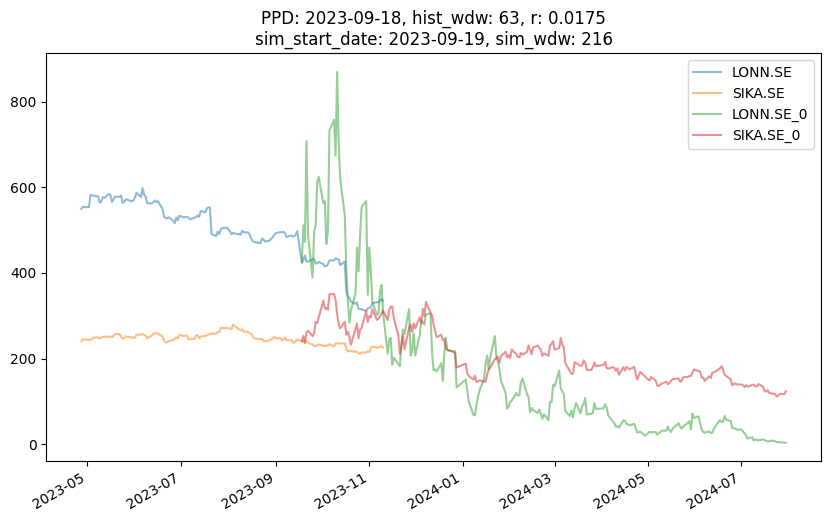 PPD: 2023-09-18, hist_wdw: 63, r: 0.0175
sim_start_date: 2023-09-19, sim_wdw: 216
LONN.SE
SIKA.SE
LONN.SE_0
SIKA.SE_0
800
600
400
200
0
2023-05
2023-07
2023-09
2023-11
2024-01
2024-03
2024-05
2024-07